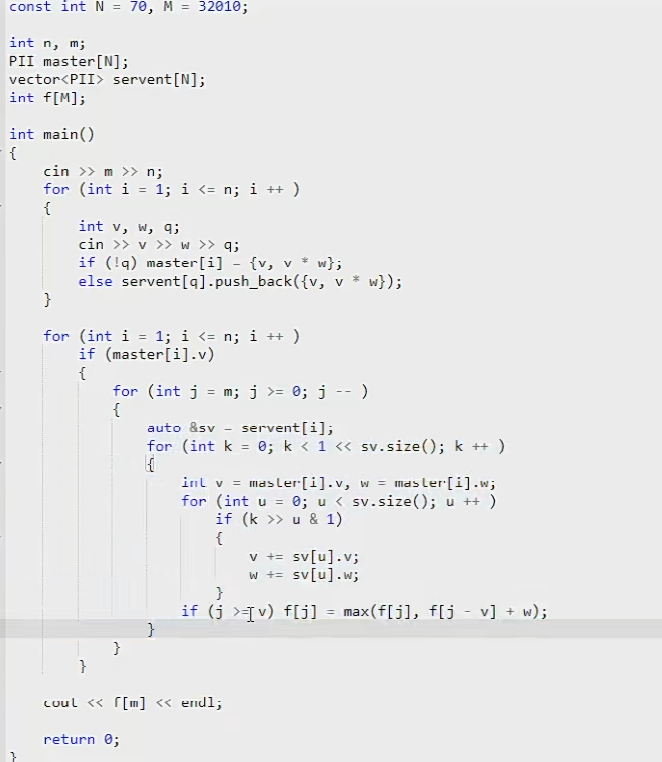 const int N = 70, M = 32010;
int n, m;
PII master[N];
vector<PII> servent[N];
int f[M];
int main()
{
cin >> m >> n;
for (int i = 1; i <= n; i ++ )
{
int v, w, q;
cin >> v >> w >> q;
if (!q) master[i] = {v, v * w};
else servent[q].push_back({v, v * w});
}
for (int i = 1; i <= n; i ++ )
if (master[i].v)
{
for (int j = m; j >= 0; j -- )
{
auto &sv = servent[i];
for (int k = 0; k < 1 << sv.size(); k ++ )
{
int v = master[i].v, w = master[i].w;
for (int u = 0; u < sv.size(); u ++ )
if (k >> u & 1)
{
v += sv[u].v;
w += sv[u].w;
}
if (j >= v) f[j] = max(f[j], f[j - v] + w);
}
}
}
cout << f[m] << endl;
return 0;
}